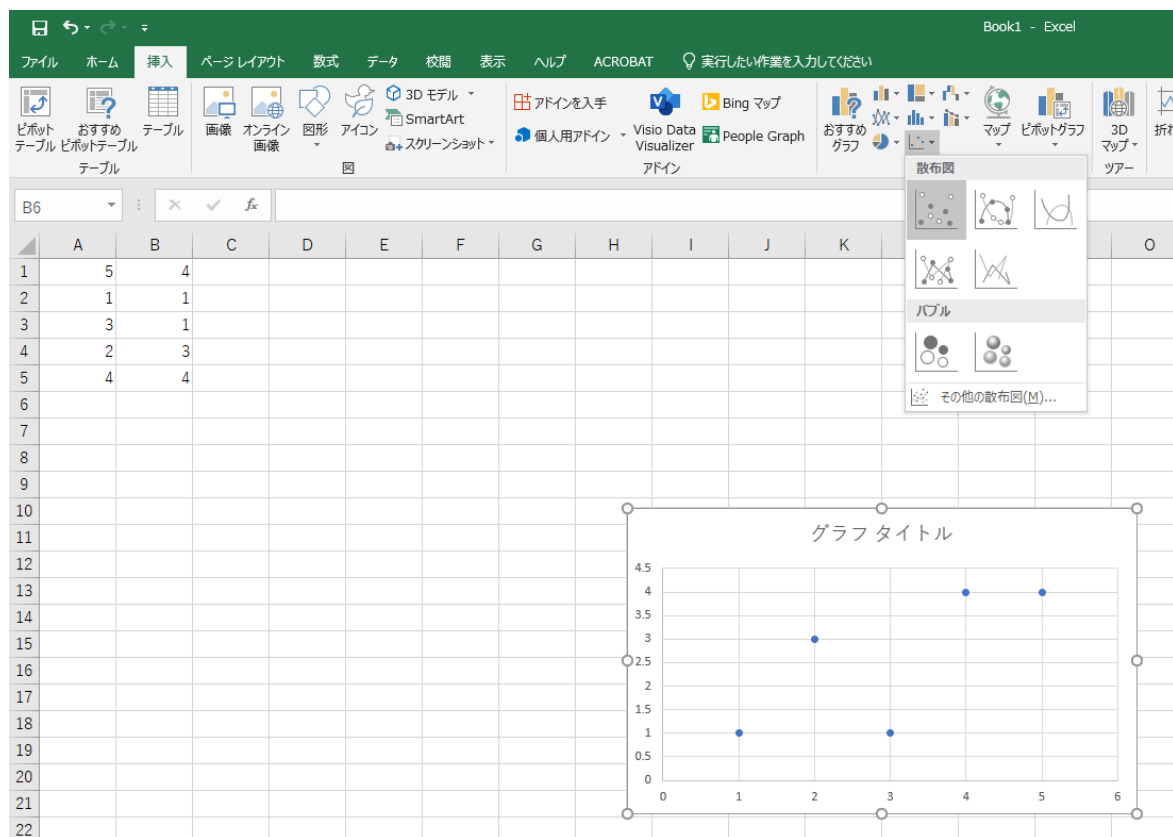 Book1 - Excel
ファイル ホーム 挿入 ページ レイアウト 数式 データ 校閲 表示 ヘルプ ACROBAT 実行したい作業を入力してください
ピボット
テーブル
おすすめ
ピボットテーブル
テーブル
テーブル
画像
オンライン
画像
図形
アイコン
3D モデル
SmartArt
スクリーンショット
図
アドインを入手
個人用アドイン
Visio Data
Visualizer
Bing マップ
People Graph
アドイン
おすすめ
グラフ
マップ
ピボットグラフ
3D
マップ
ツアー
折れ
散布図
バブル
その他の散布図(M)...
B6
fx
A B C D E F G H I J K O
1 5 4
2 1 1
3 3 1
4 2 3
5 4 4
6
7
8
9
10
11
12
13
14
15
16
17
18
19
20
21
22
グラフ タイトル
4.5
4
3.5
3
2.5
2
1.5
1
0.5
0
0 1 2 3 4 5 6